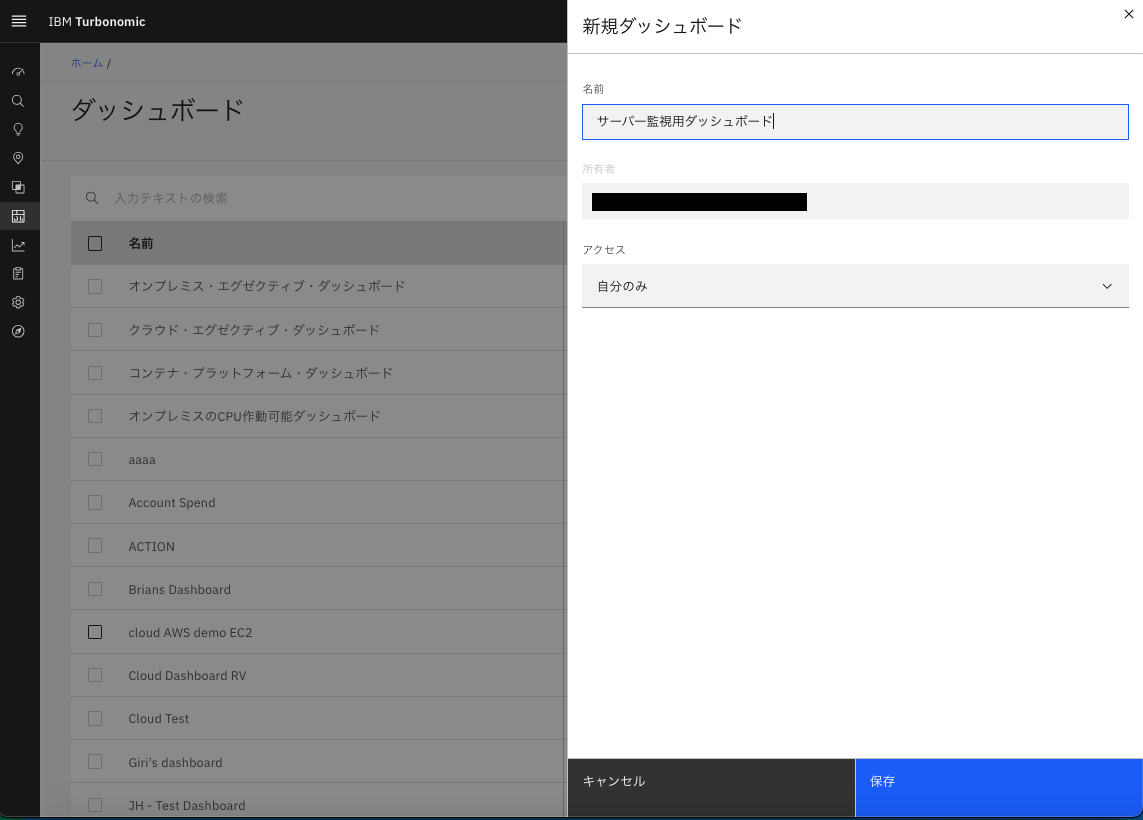 IBM Turbonomic
ホーム /
ダッシュボード
入力テキストの検索
名前
オンプレミス・エグゼクティブ・ダッシュボード
クラウド・エグゼクティブ・ダッシュボード
コンテナ・プラットフォーム・ダッシュボード
オンプレミスのCPU作動可能ダッシュボード
aaaa
Account Spend
ACTION
Brians Dashboard
cloud AWS demo EC2
Cloud Dashboard RV
Cloud Test
Giri's dashboard
JH - Test Dashboard
新規ダッシュボード
名前
サーバー監視用ダッシュボード
所有者
アクセス
自分のみ
キャンセル
保存